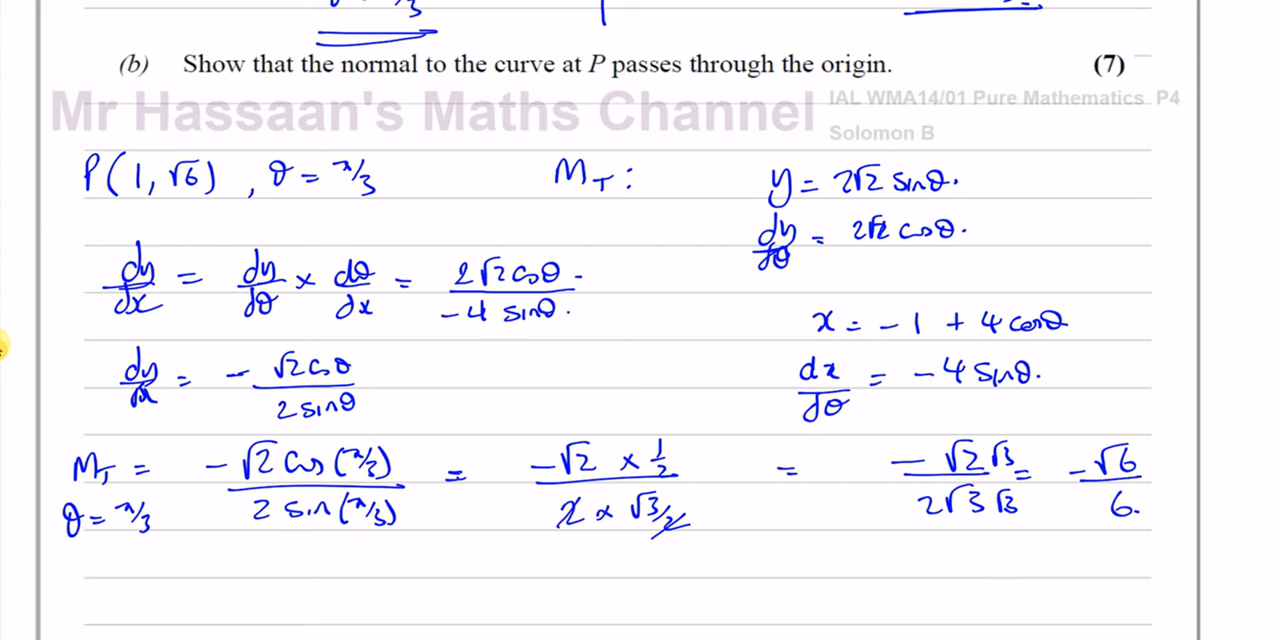 (b) Show that the normal to the curve at P passes through the origin. (7)
Mr Hassaan's Maths Channel
IAL WMA14/01 Pure Mathematics P4
Solomon B
P(1, √6), θ = π/3
M_T :
y = 2√2 sinθ.
dy/dθ = 2√2 cosθ.
dy/dx = dy/dθ × dθ/dx = 2√2 cosθ / -4 sinθ.
x = -1 + 4 cosθ
dy/dx = - √2 cosθ / 2 sinθ
dx/dθ = -4 sinθ.
M_T = -√2 cos(π/3) / 2 sin(π/3) = -√2 × 1/2 / 2 × √3/2 = -√2 √3 / 2√3 √3 = -√6 / 6.
θ = π/3